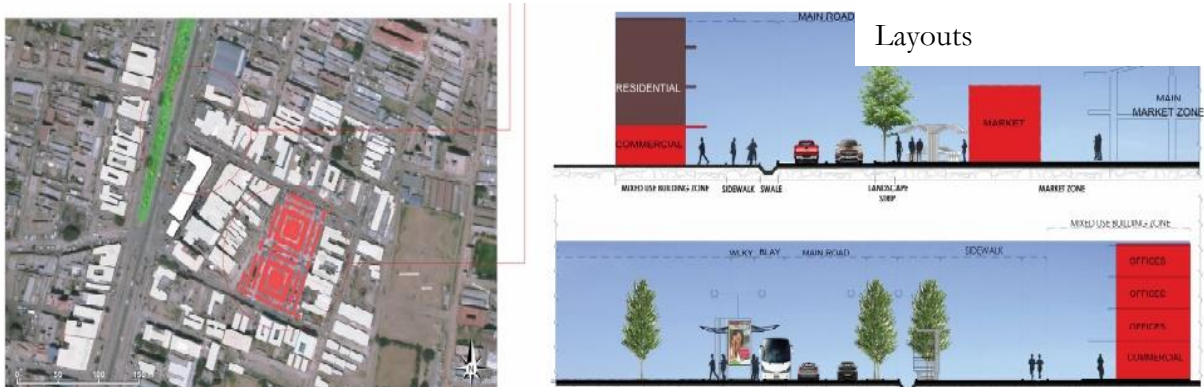 Layouts
MAIN ROAD
RESIDENTIAL
COMMERCIAL
MARKET
MAIN
MARKET ZONE
MIXED USE BUILDING ZONE SIDEWALK SWALE LANDSCAPE STRIP MARKET ZONE
MIXED USE BUILDING ZONE
MAIN ROAD SIDEWALK
OFFICES
OFFICES
OFFICES
COMMERCIAL
0 50 100 150
N